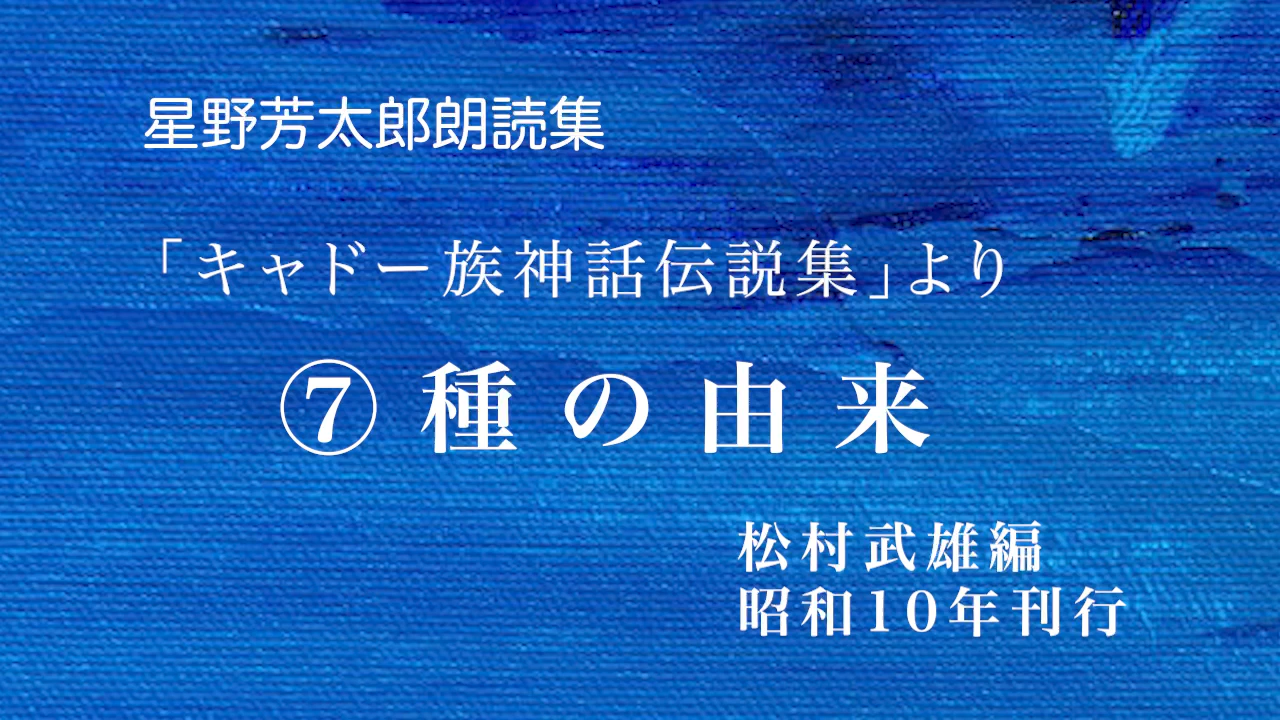 星野芳太郎朗読集
「キャドー族神話伝説集」より
⑦種の由来
松村武雄編
昭和10年刊行